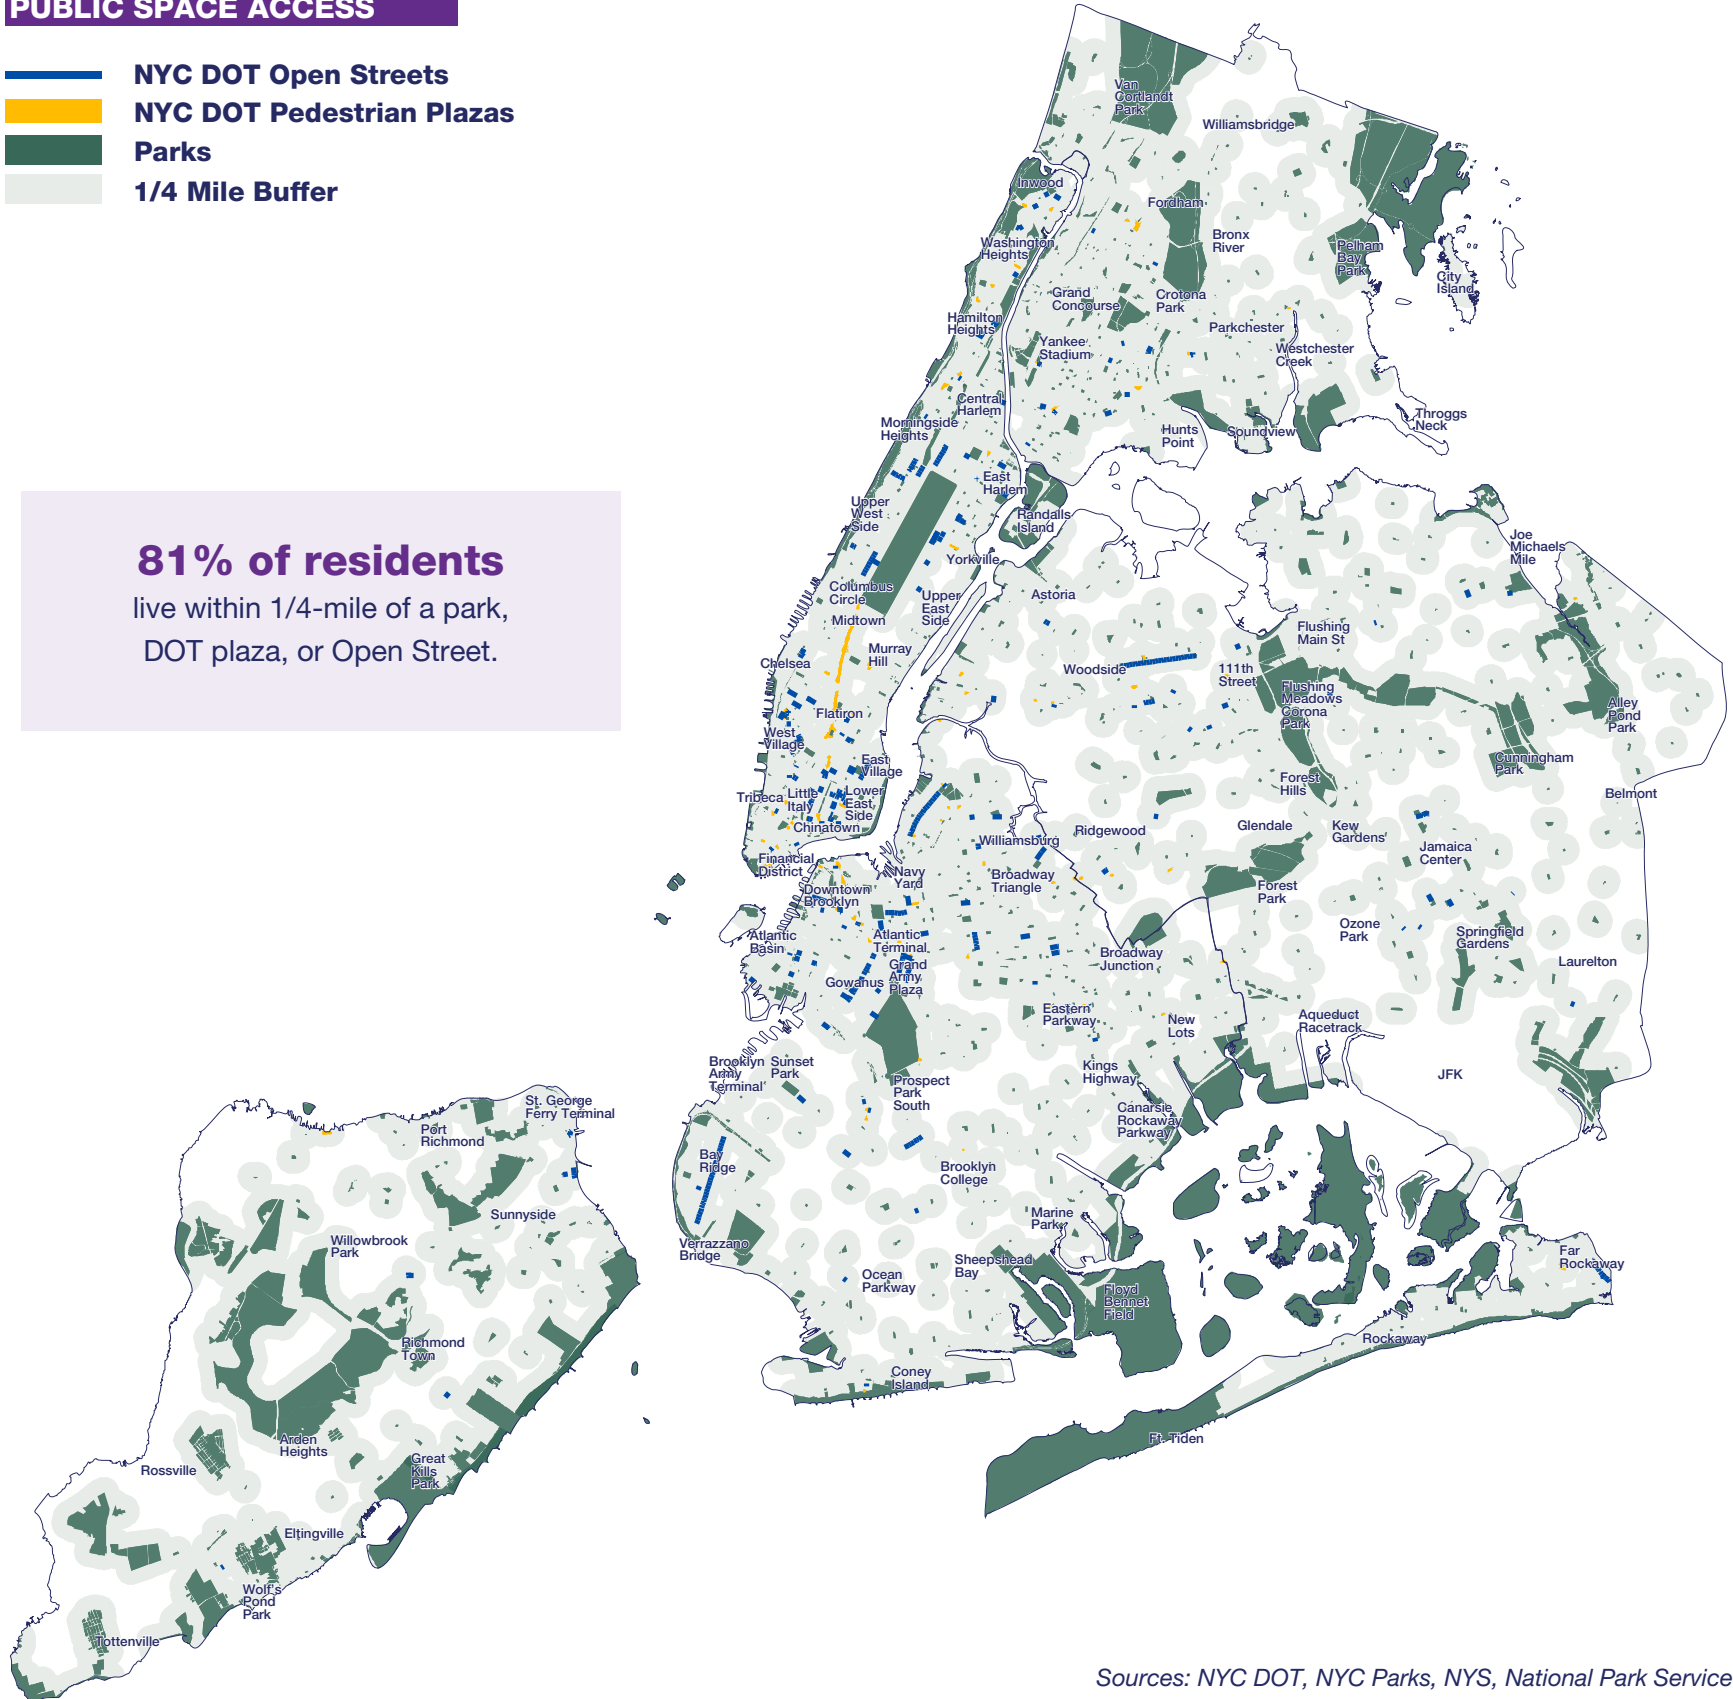 PUBLIC SPACE ACCESS
NYC DOT Open Streets
NYC DOT Pedestrian Plazas
Parks
1/4 Mile Buffer
81% of residents
live within 1/4-mile of a park,
DOT plaza, or Open Street.
Van
Cortlandt
Park
Williamsbridge
Inwood
Fordham
Washington
Heights
Bronx
River
Pelham
Bay
Park
City
Island
Grand
Concourse
Crotona
Park
Hamilton
Heights
Parkchester
Yankee
Stadium
Westchester
Creek
Central
Harlem
Morningside
Heights
Hunts
Point
Soundview
Throggs
Neck
East
Harlem
Upper
West
Side
Randalls
Island
Joe
Michaels
Mile
Yorkville
Columbus
Circle
Upper
East
Side
Astoria
Midtown
Flushing
Main St
Murray
Hill
Chelsea
Woodside
111th
Street
Flushing
Meadows
Corona
Park
Alley
Pond
Park
Flatiron
West
Village
East
Village
Cunningham
Park
Forest
Hills
Belmont
Tribeca
Little
Italy
Lower
East
Side
Chinatown
Williamsburg
Ridgewood
Glendale
Kew
Gardens
Jamaica
Center
Financial
District
Navy
Yard
Broadway
Triangle
Downtown
Brooklyn
Forest
Park
Atlantic
Basin
Atlantic
Terminal
Ozone
Park
Springfield
Gardens
Broadway
Junction
Laurelton
Gowanus
Grand
Army
Plaza
Eastern
Parkway
New
Lots
Aqueduct
Racetrack
Brooklyn
Army
Terminal
Sunset
Park
Kings
Highway
JFK
Prospect
Park
South
Canarsie
Rockaway
Parkway
St. George
Ferry Terminal
Port
Richmond
Bay
Ridge
Brooklyn
College
Sunnyside
Marine
Park
Willowbrook
Park
Verrazzano
Bridge
Sheepshead
Bay
Far
Rockaway
Ocean
Parkway
Floyd
Bennet
Field
Richmond
Town
Rockaway
Coney
Island
Arden
Heights
Ft. Tiden
Rossville
Great
Kills
Park
Eltingville
Wolf's
Pond
Park
Tottenville
Sources: NYC DOT, NYC Parks, NYS, National Park Service